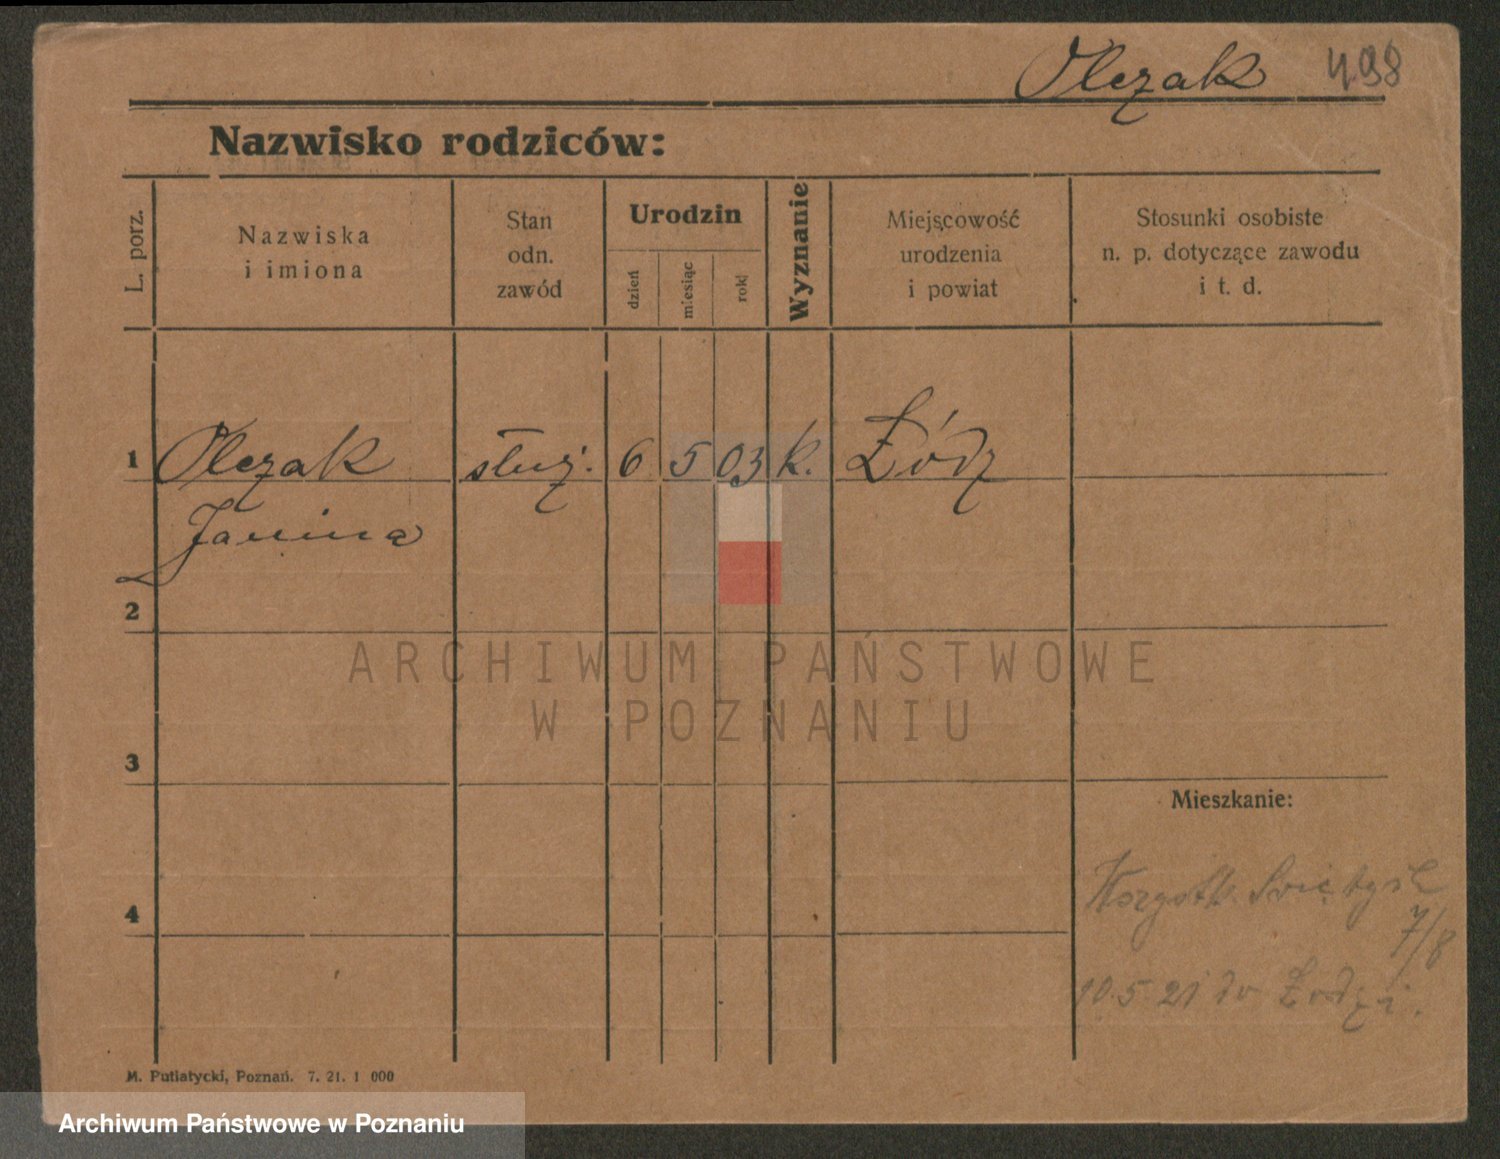 Olczak 498
Nazwisko rodziców:
L. porz.
Nazwiska
i imiona
Stan
odn.
zawód
Urodzin
dzień
miesiąc
rok
Wyznanie
Miejscowość
urodzenia
i powiat
Stosunki osobiste
n. p. dotyczące zawodu
i t. d.
1 Olczak służ. 6 5 03 k. Łódź
Janina
2
ARCHIWUM PAŃSTWOWE
W POZNANIU
3
Mieszkanie:
4
7/8
10.5.21 do Łodzi.
M. Putiatycki, Poznań. 7. 21. 1 000
Archiwum Państwowe w Poznaniu